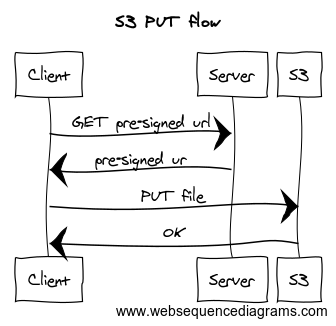 S3 PUT flow
Client Server S3
GET pre-signed url
pre-signed ur
PUT file
OK
Client Server S3
www.websequencediagrams.com